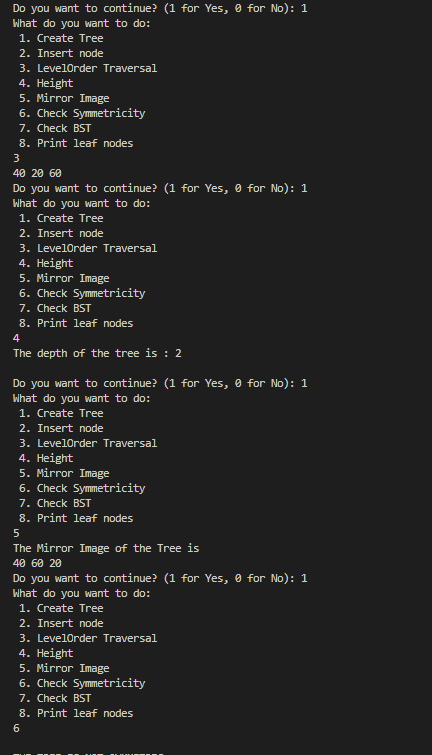 Do you want to continue? (1 for Yes, 0 for No): 1
What do you want to do:
 1. Create Tree
 2. Insert node
 3. LevelOrder Traversal
 4. Height
 5. Mirror Image
 6. Check Symmetricity
 7. Check BST
 8. Print leaf nodes
3
40 20 60
Do you want to continue? (1 for Yes, 0 for No): 1
What do you want to do:
 1. Create Tree
 2. Insert node
 3. LevelOrder Traversal
 4. Height
 5. Mirror Image
 6. Check Symmetricity
 7. Check BST
 8. Print leaf nodes
4
The depth of the tree is : 2
Do you want to continue? (1 for Yes, 0 for No): 1
What do you want to do:
 1. Create Tree
 2. Insert node
 3. LevelOrder Traversal
 4. Height
 5. Mirror Image
 6. Check Symmetricity
 7. Check BST
 8. Print leaf nodes
5
The Mirror Image of the Tree is
40 60 20
Do you want to continue? (1 for Yes, 0 for No): 1
What do you want to do:
 1. Create Tree
 2. Insert node
 3. LevelOrder Traversal
 4. Height
 5. Mirror Image
 6. Check Symmetricity
 7. Check BST
 8. Print leaf nodes
6